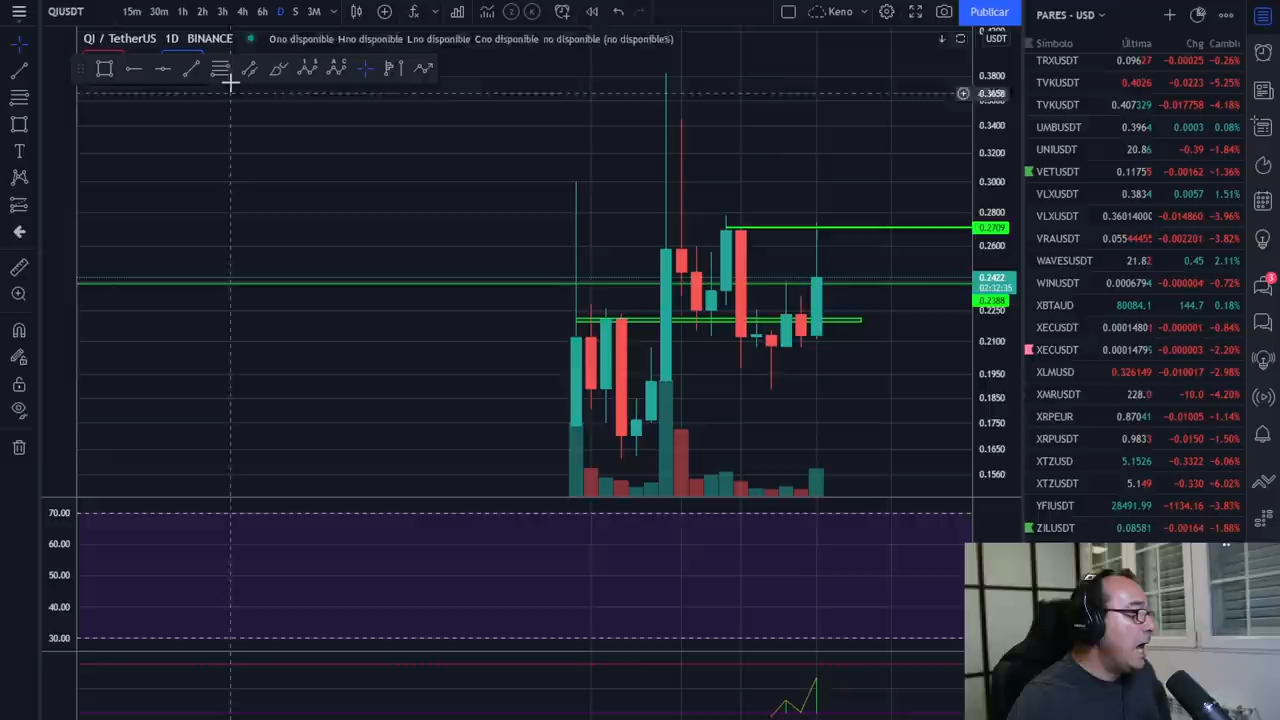 QIUSDT 15m 30m 1h 2h 3h 4h 6h D S 3M Keno Publicar
QI / TetherUS 1D BINANCE Ono disponible Hno disponible Lno disponible Cno disponible no disponible (no disponible%)
USDT
0.3800
0.3658
0.3400
0.3200
0.3000
0.2800
0.2709
0.2600
0.2422
02:32:35
0.2388
0.2250
0.2100
0.1950
0.1850
0.1750
0.1650
0.1560
70.00
60.00
50.00
40.00
30.00
PARES - USD
Símbolo Última Chg Cambi
TRXUSDT 0.09627 -0.00025 -0.26%
TVKUSDT 0.4026 -0.0223 -5.25%
TVKUSDT 0.407329 -0.017758 -4.18%
UMBUSDT 0.3964 0.0003 0.08%
UNIUSDT 20.86 -0.39 -1.84%
VETUSDT 0.11755 -0.00162 -1.36%
VLXUSDT 0.3834 0.0057 1.51%
VLXUSDT 0.36014000 -0.014860 -3.96%
VRAUSDT 0.0554445 -0.002201 -3.82%
WAVESUSDT 21.82 0.45 2.11%
WINUSDT 0.0006794 -0.000004 -0.72%
XBTAUD 80084.1 144.7 0.18%
XECUSDT 0.0001480 -0.000001 -0.84%
XECUSDT 0.0001479 -0.000003 -2.20%
XLMUSD 0.326149 -0.010017 -2.98%
XMRUSDT 228.0 -10.0 -4.20%
XRPEUR 0.87041 -0.01005 -1.14%
XRPUSDT 0.9833 -0.0150 -1.50%
XTZUSD 5.1526 -0.3322 -6.06%
XTZUSDT 5.149 -0.330 -6.02%
YFIUSDT 28491.99 -1134.16 -3.83%
ZILUSDT 0.08581 -0.00164 -1.88%
3